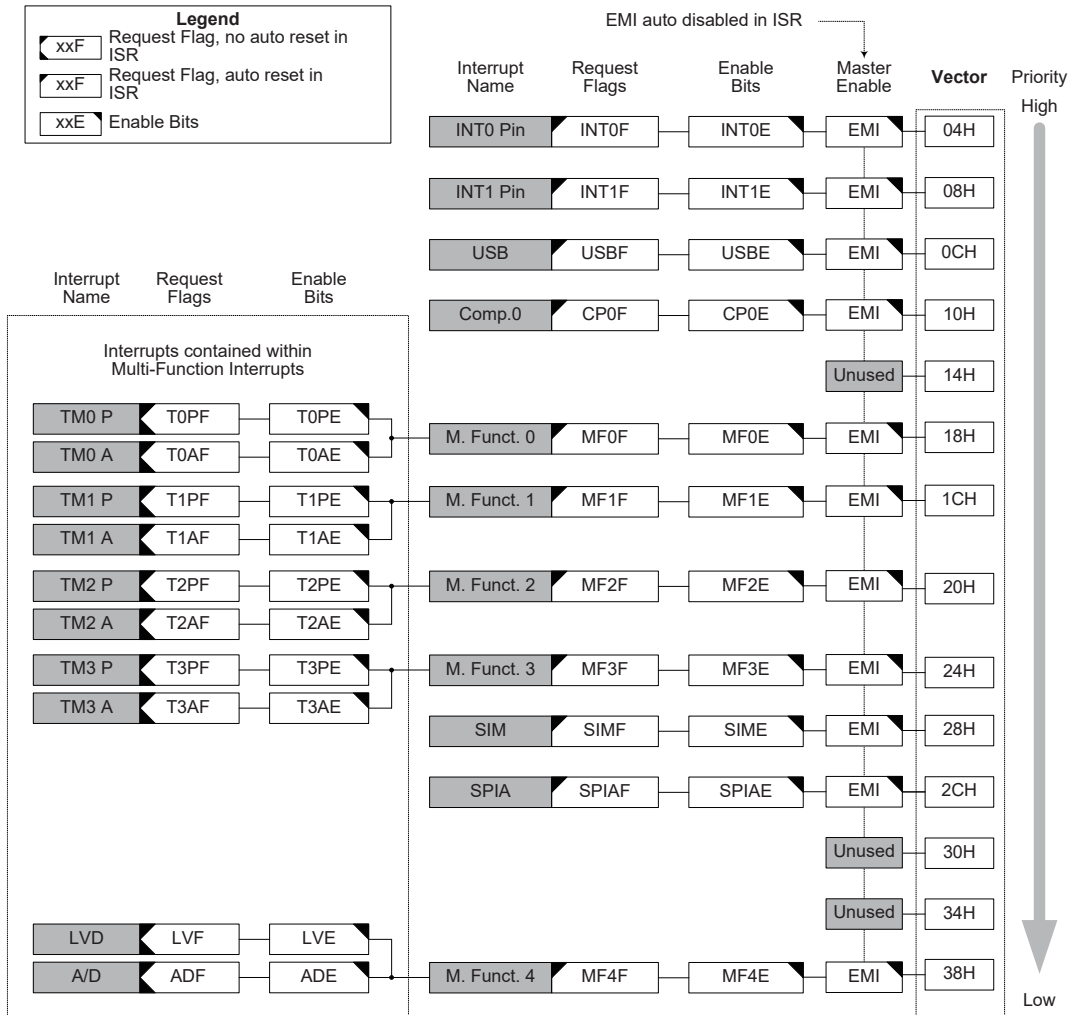 Legend
xxF Request Flag, no auto reset in
ISR
xxF Request Flag, auto reset in
ISR
xxE Enable Bits
EMI auto disabled in ISR
Interrupt
Name
Request
Flags
Enable
Bits
Master
Enable
Vector
Priority
High
INT0 Pin INT0F INT0E EMI 04H
INT1 Pin INT1F INT1E EMI 08H
USB USBF USBE EMI 0CH
Interrupt
Name
Request
Flags
Enable
Bits
Comp.0 CP0F CP0E EMI 10H
Interrupts contained within
Multi-Function Interrupts
Unused 14H
TM0 P T0PF T0PE
M. Funct. 0 MF0F MF0E EMI 18H
TM0 A T0AF T0AE
TM1 P T1PF T1PE M. Funct. 1 MF1F MF1E EMI 1CH
TM1 A T1AF T1AE
TM2 P T2PF T2PE M. Funct. 2 MF2F MF2E EMI 20H
TM2 A T2AF T2AE
TM3 P T3PF T3PE M. Funct. 3 MF3F MF3E EMI 24H
TM3 A T3AF T3AE
SIM SIMF SIME EMI 28H
SPIA SPIAF SPIAE EMI 2CH
Unused 30H
Unused 34H
LVD LVF LVE
A/D ADF ADE M. Funct. 4 MF4F MF4E EMI 38H
Low